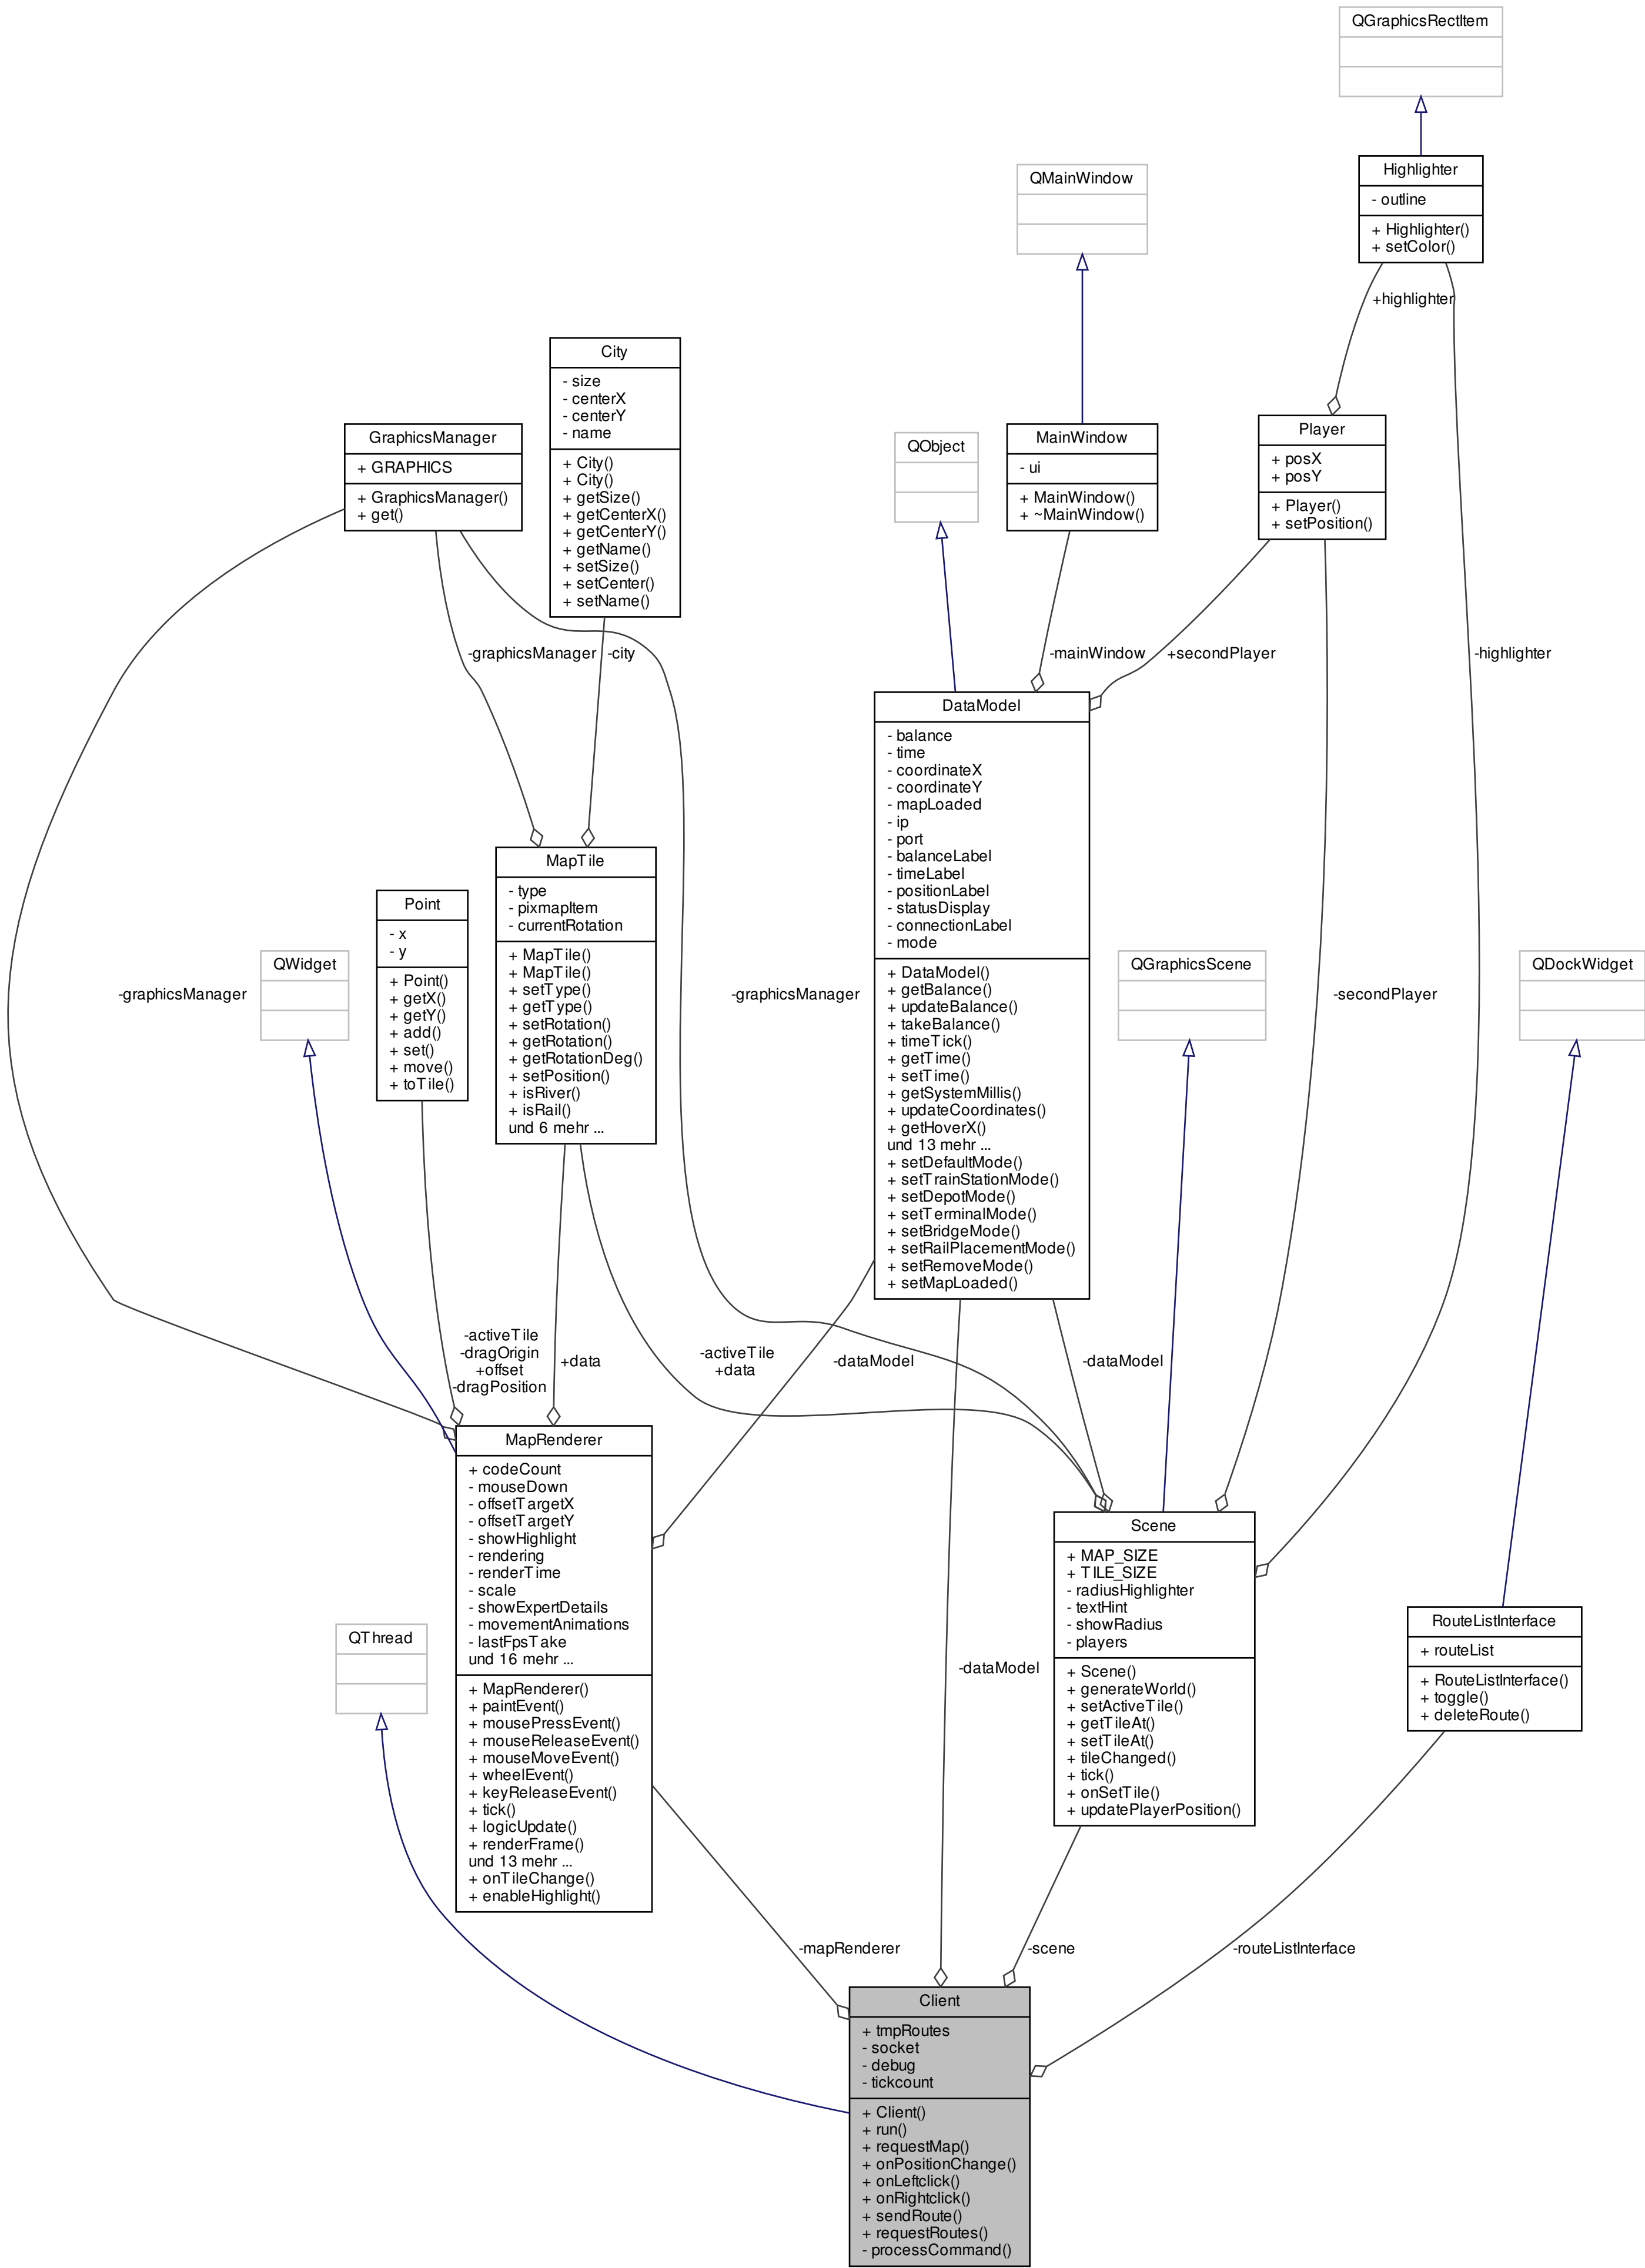 QGraphicsRectItem
Highlighter
- outline
+ Highlighter()
+ setColor()
QMainWindow
+highlighter
City
- size
- centerX
- centerY
- name
+ City()
+ City()
+ getSize()
+ getCenterX()
+ getCenterY()
+ getName()
+ setSize()
+ setCenter()
+ setName()
GraphicsManager
+ GRAPHICS
+ GraphicsManager()
+ get()
QObject
MainWindow
- ui
+ MainWindow()
+ ~MainWindow()
Player
+ posX
+ posY
+ Player()
+ setPosition()
-graphicsManager
-city
-mainWindow
+secondPlayer
-highlighter
DataModel
- balance
- time
- coordinateX
- coordinateY
- mapLoaded
- ip
- port
- balanceLabel
- timeLabel
- positionLabel
- statusDisplay
- connectionLabel
- mode
+ DataModel()
+ getBalance()
+ updateBalance()
+ takeBalance()
+ timeTick()
+ getTime()
+ setTime()
+ getSystemMillis()
+ updateCoordinates()
+ getHoverX()
und 13 mehr ...
+ setDefaultMode()
+ setTrainStationMode()
+ setDepotMode()
+ setTerminalMode()
+ setBridgeMode()
+ setRailPlacementMode()
+ setRemoveMode()
+ setMapLoaded()
MapTile
- type
- pixmapItem
- currentRotation
+ MapTile()
+ MapTile()
+ setType()
+ getType()
+ setRotation()
+ getRotation()
+ getRotationDeg()
+ setPosition()
+ isRiver()
+ isRail()
und 6 mehr ...
Point
- x
- y
+ Point()
+ getX()
+ getY()
+ add()
+ set()
+ move()
+ toTile()
QWidget
QGraphicsScene
QDockWidget
-graphicsManager
-graphicsManager
-secondPlayer
-activeTile
-dragOrigin
+offset
-dragPosition
+data
-activeTile
+data
-dataModel
-dataModel
MapRenderer
+ codeCount
- mouseDown
- offsetTargetX
- offsetTargetY
- showHighlight
- rendering
- renderTime
- scale
- showExpertDetails
- movementAnimations
- lastFpsTake
und 16 mehr ...
+ MapRenderer()
+ paintEvent()
+ mousePressEvent()
+ mouseReleaseEvent()
+ mouseMoveEvent()
+ wheelEvent()
+ keyReleaseEvent()
+ tick()
+ logicUpdate()
+ renderFrame()
und 13 mehr ...
+ onTileChange()
+ enableHighlight()
Scene
+ MAP_SIZE
+ TILE_SIZE
- radiusHighlighter
- textHint
- showRadius
- players
+ Scene()
+ generateWorld()
+ setActiveTile()
+ getTileAt()
+ setTileAt()
+ tileChanged()
+ tick()
+ onSetTile()
+ updatePlayerPosition()
RouteListInterface
+ routeList
+ RouteListInterface()
+ toggle()
+ deleteRoute()
QThread
-dataModel
-mapRenderer
-scene
-routeListInterface
Client
+ tmpRoutes
- socket
- debug
- tickcount
+ Client()
+ run()
+ requestMap()
+ onPositionChange()
+ onLeftclick()
+ onRightclick()
+ sendRoute()
+ requestRoutes()
- processCommand()